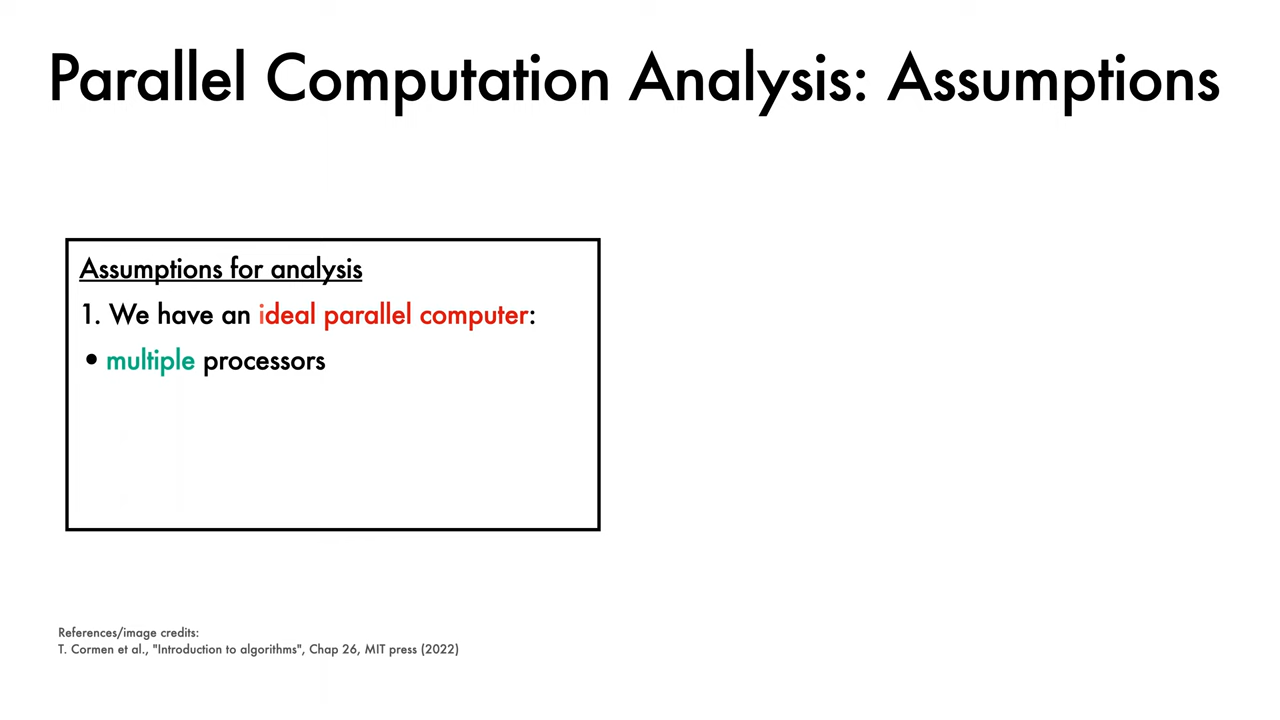 Parallel Computation Analysis: Assumptions
Assumptions for analysis
1. We have an ideal parallel computer:
• multiple processors
References/image credits:
T. Cormen et al., "Introduction to algorithms", Chap 26, MIT press (2022)